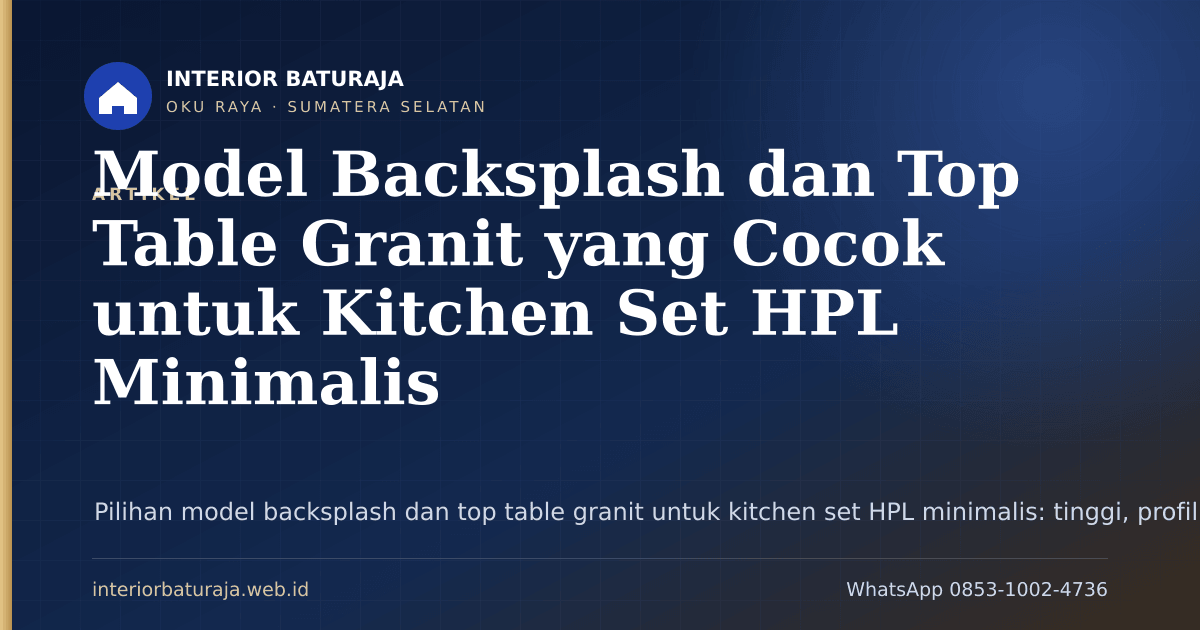 INTERIOR BATURAJA
OKU RAYA · SUMATERA SELATAN
ARTIKEL
Model Backsplash dan Top
Table Granit yang Cocok
untuk Kitchen Set HPL
Minimalis
Pilihan model backsplash dan top table granit untuk kitchen set HPL minimalis: tinggi, profil
interiorbaturaja.web.id
WhatsApp 0853-1002-4736